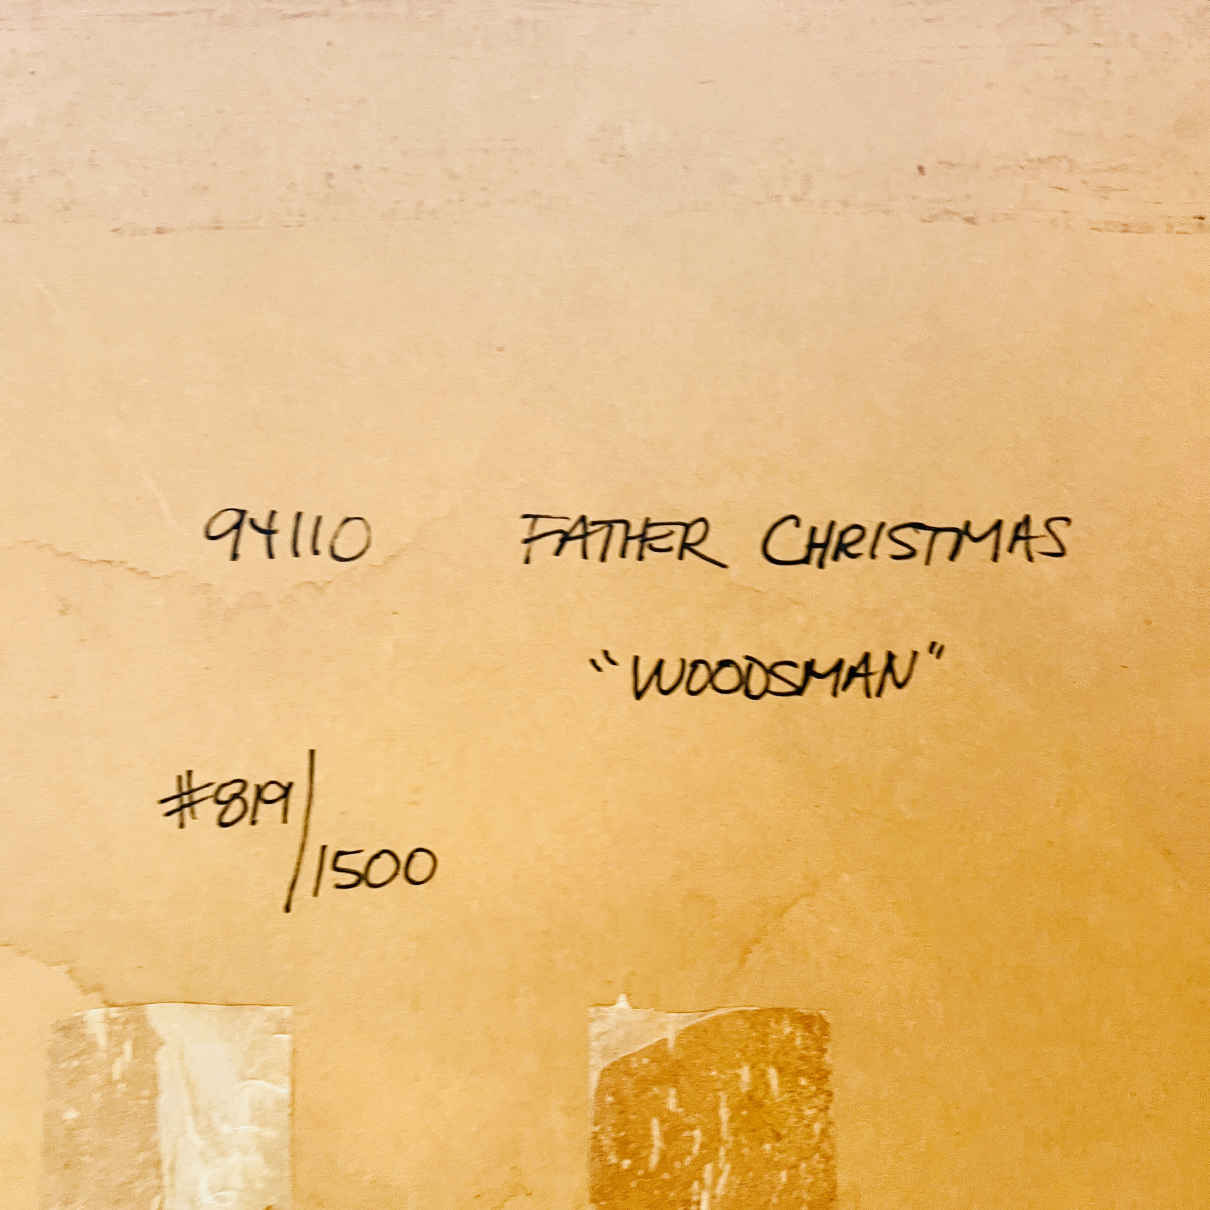 94110 FATHER CHRISTMAS
"WOODSMAN"
#819/1500